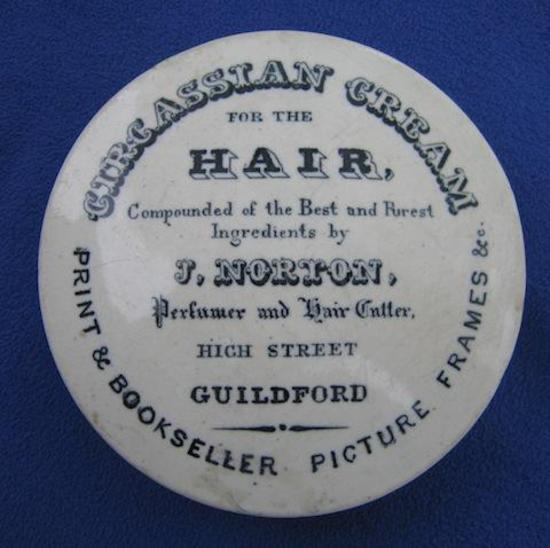 CIRCASSIAN CREAM
FOR THE
HAIR,
Compounded of the Best and Purest
Ingredients by
J. NORTON,
Perfumer and Hair Cutter,
HIGH STREET
GUILDFORD
PRINT & BOOKSELLER PICTURE FRAMES &c.